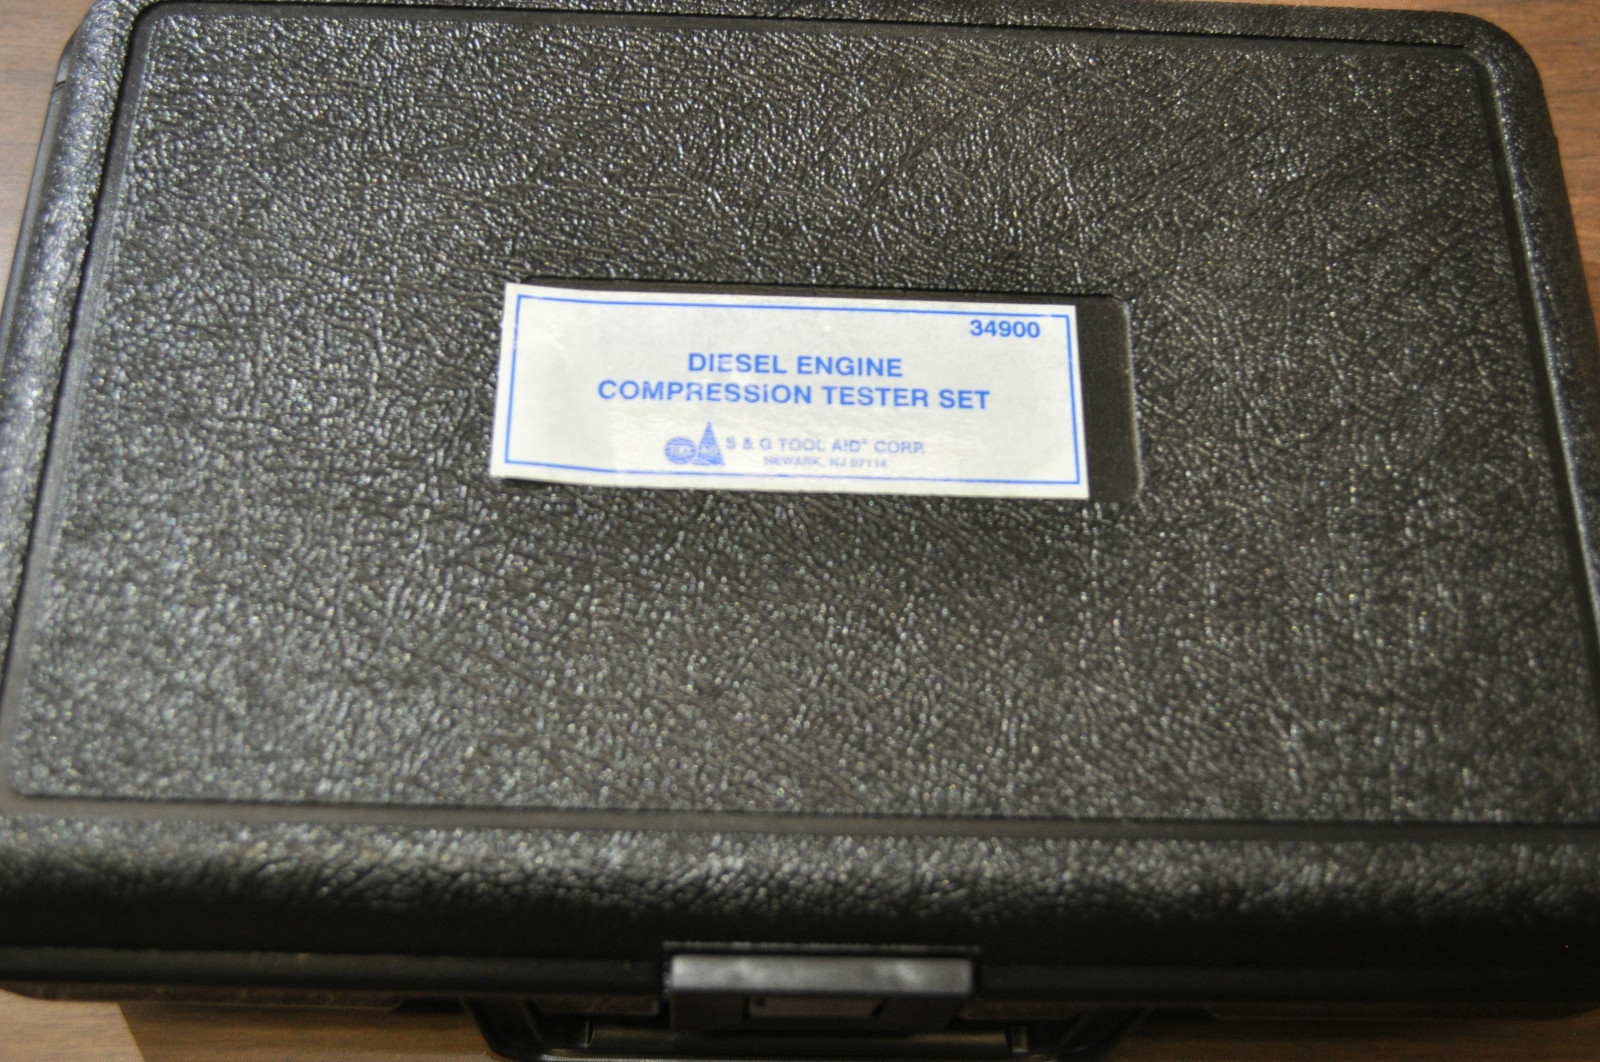 34900
DIESEL ENGINE
COMPRESSiON TESTER SET
S & G TOOL AID® CORP.
NEWARK, NJ 07114